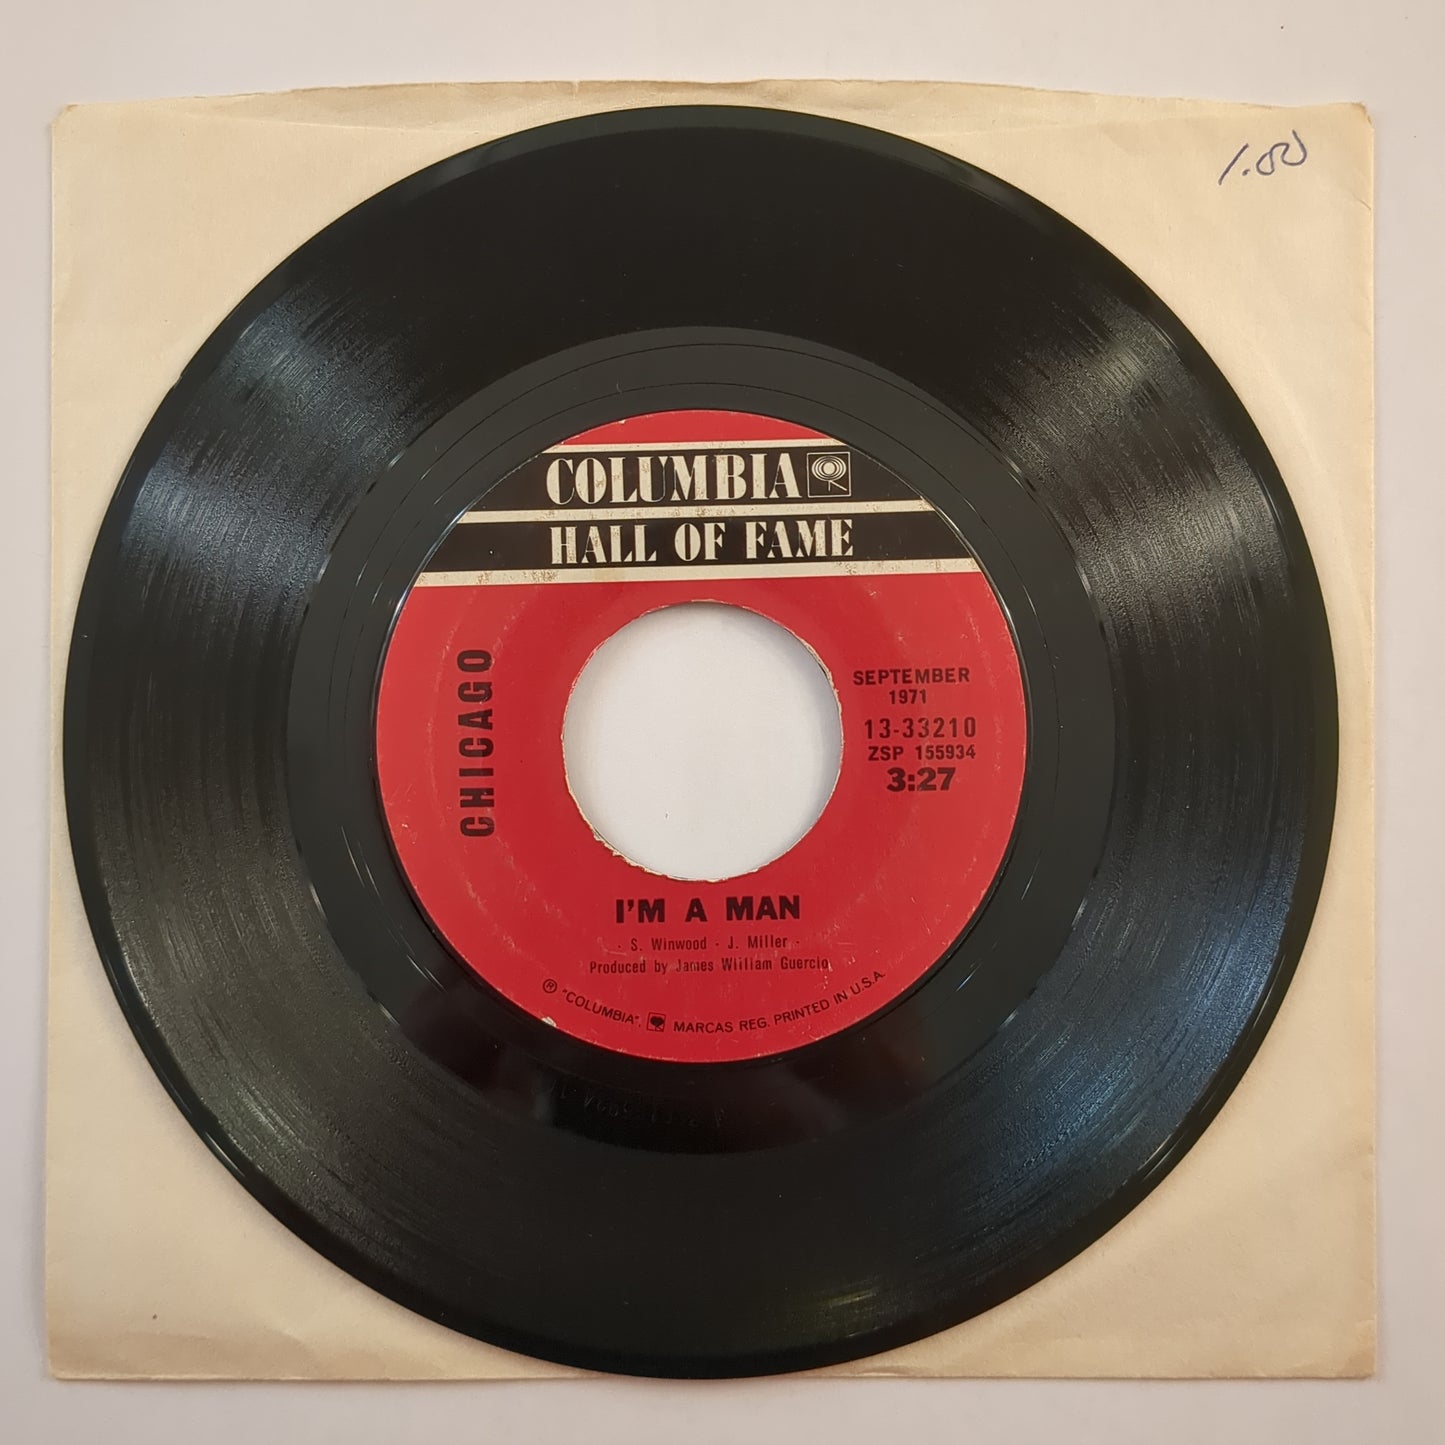 1.00
COLUMBIA
HALL OF FAME
CHICAGO
SEPTEMBER
1971
13-33210
ZSP 155934
3:27
I'M A MAN
- S. Winwood - J. Miller -
Produced by James Wiilliam Guercio
® "COLUMBIA", MARCAS REG. PRINTED IN U.S.A.